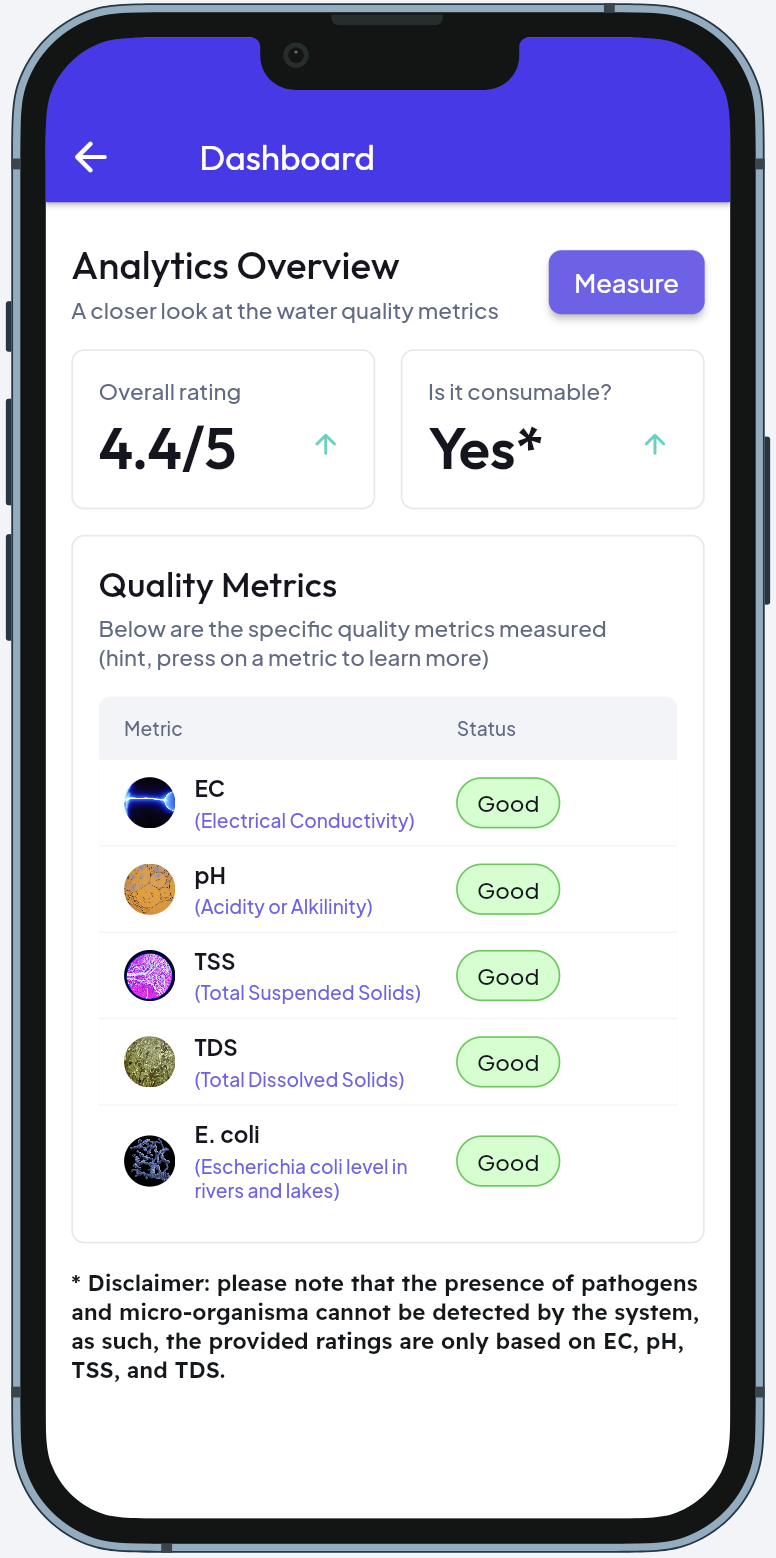 Dashboard
Analytics Overview
A closer look at the water quality metrics
Measure
Overall rating
4.4/5
Is it consumable?
Yes*
Quality Metrics
Below are the specific quality metrics measured
(hint, press on a metric to learn more)
Metric Status
EC
(Electrical Conductivity)
Good
pH
(Acidity or Alkilinity)
Good
TSS
(Total Suspended Solids)
Good
TDS
(Total Dissolved Solids)
Good
E. coli
(Escherichia coli level in
rivers and lakes)
Good
* Disclaimer: please note that the presence of pathogens
and micro-organisma cannot be detected by the system,
as such, the provided ratings are only based on EC, pH,
TSS, and TDS.